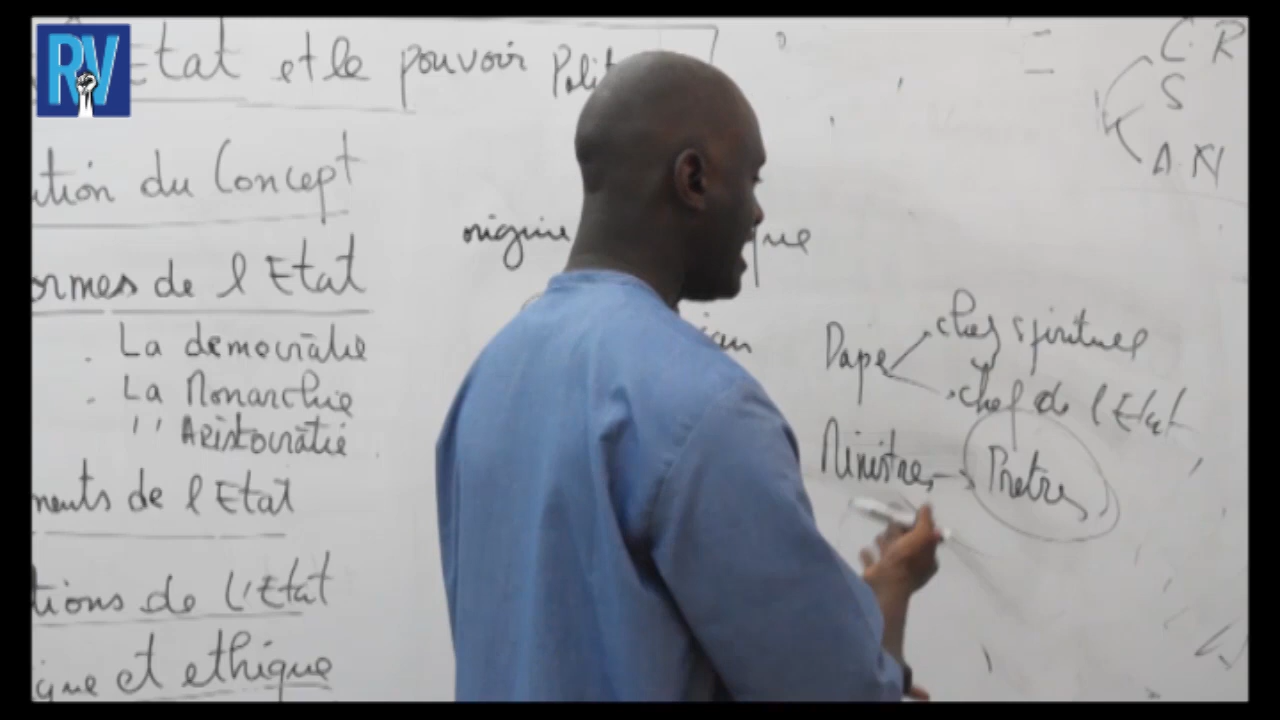 RV
Etat et le pouvoir Polit
ution du Concept
ormes de l'Etat
. La democratie
. La Monarchie
'' Aristocratie
ments de l'Etat
tions de l'Etat
ique et ethique
origine que
Pape chef spirituel
chef de l'Etat
Ministres → Pretres
C. R
S
A. N